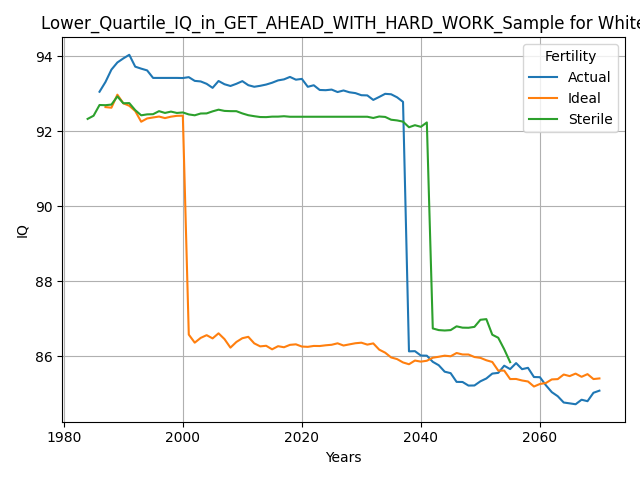 Lower_Quartile_IQ_in_GET_AHEAD_WITH_HARD_WORK_Sample for White
Fertility
Actual
Ideal
Sterile
94
92
90
88
86
IQ
1980
2000
2020
2040
2060
Years